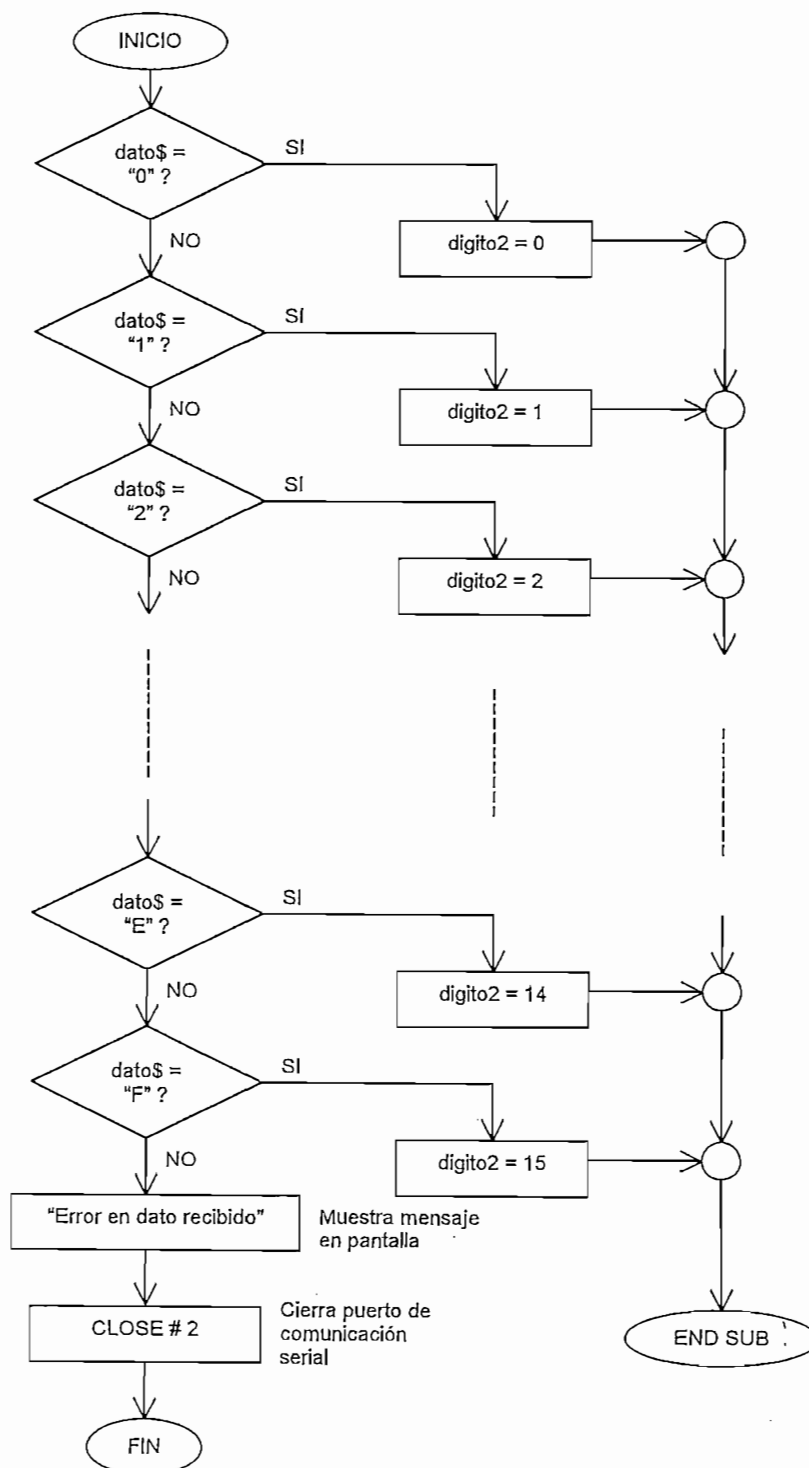 INICIO
dato$ =
"0" ?
SI
digito2 = 0
NO
dato$ =
"1" ?
SI
digito2 = 1
NO
dato$ =
"2" ?
SI
digito2 = 2
NO
dato$ =
"E" ?
SI
digito2 = 14
NO
dato$ =
"F" ?
SI
digito2 = 15
NO
"Error en dato recibido"
Muestra mensaje
en pantalla
CLOSE # 2
Cierra puerto de
comunicación
serial
END SUB
FIN